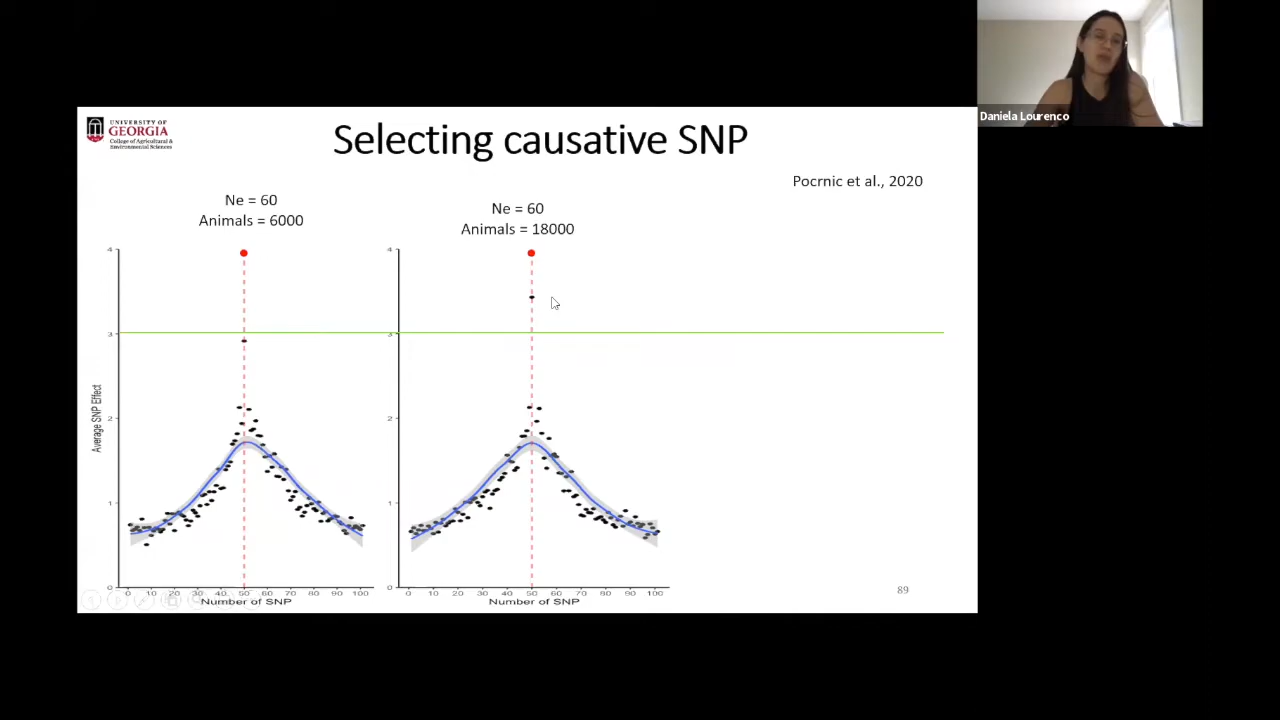 Daniela Lourenco
UNIVERSITY OF
GEORGIA
College of Agricultural &
Environmental Sciences
Selecting causative SNP
Pocrnic et al., 2020
Ne = 60
Animals = 6000
Ne = 60
Animals = 18000
4
3
2
1
0
Average SNP Effect
0 10 20 30 40 50 60 70 80 90 100
Number of SNP
4
3
2
1
0
0 10 20 30 40 50 60 70 80 90 100
Number of SNP
89